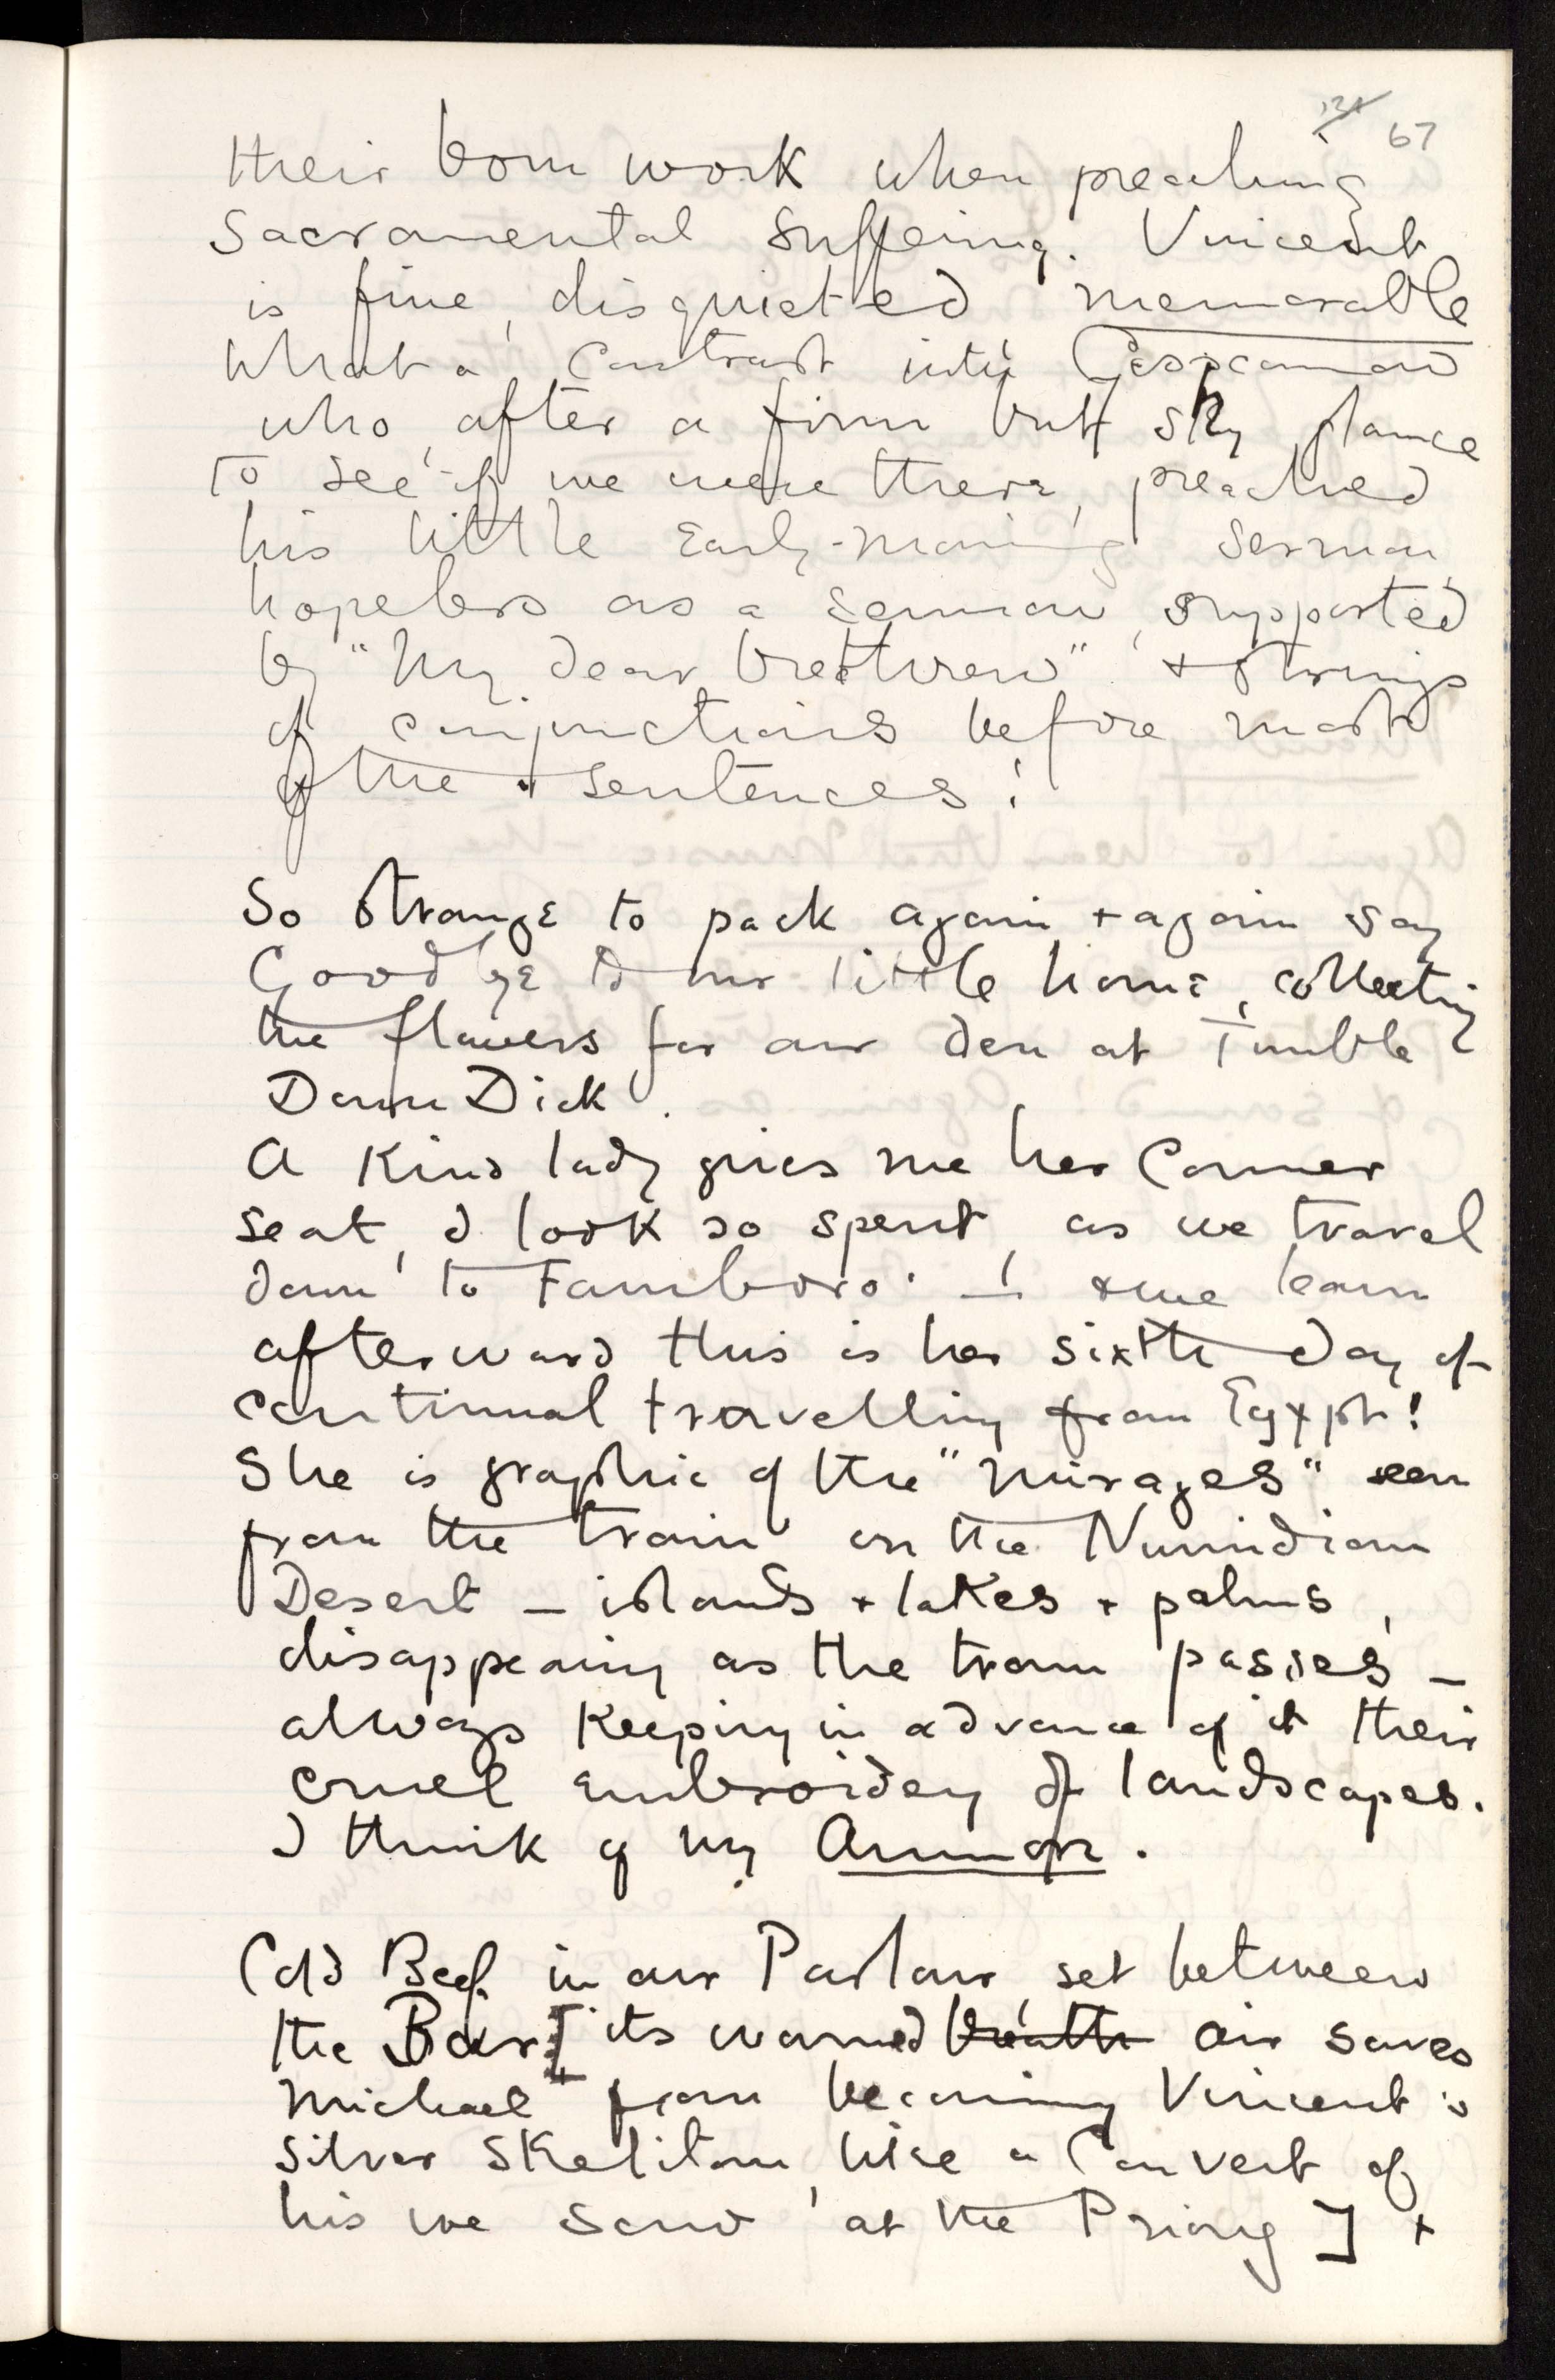 67
their born work when preaching
Sacramental Suffering. Vincent
is fine, disquieted memorable
What a contrast with Gosscannon
who, after a firm but shy glance
to see if we were there, preached
his little Early-morning Sermon,
hopeless as a sermon, supported
by "My dear brethren" & strings
of conjunctions before most
of the sentences!
So strange to pack again & again say
Goodbye to our little home, collecting
the flowers for our den at Tumble
Down Dick.
A Kind lady gives me her Corner
seat, I look so spent, as we travel
down to Farnboro' — ! & we learn
afterward this is her sixth day of
continual travelling from Egypt!
She is graphic of the "Mirages" seen
from the train on the Numidian
Desert — islands & lakes & palms,
disappearing as the train passes —
always Keeping in advance of it their
cruel embroidery of landscapes.
I think of my
Cold Beef in our Parlour, set between
the Bar [its warmed breath air saves
Michael from becoming Vincent's
Silver Skelitom, like a Convert of
his we saw at the Priory] &